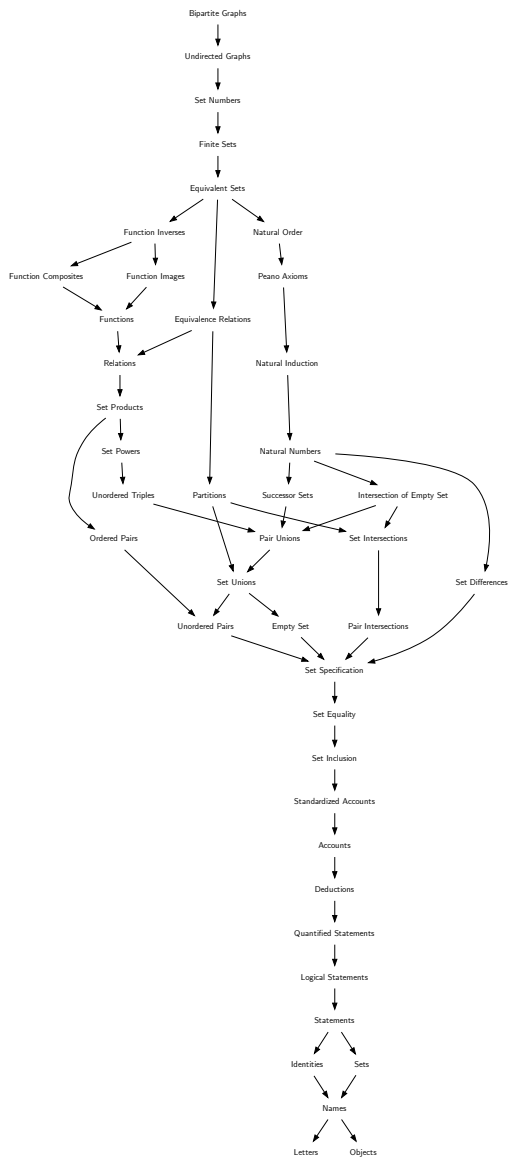 Bipartite Graphs
Undirected Graphs
Set Numbers
Finite Sets
Equivalent Sets
Function Inverses
Natural Order
Function Composites
Function Images
Peano Axioms
Functions
Equivalence Relations
Relations
Natural Induction
Set Products
Set Powers
Natural Numbers
Unordered Triples
Partitions
Successor Sets
Intersection of Empty Set
Ordered Pairs
Pair Unions
Set Intersections
Set Unions
Set Differences
Unordered Pairs
Empty Set
Pair Intersections
Set Specification
Set Equality
Set Inclusion
Standardized Accounts
Accounts
Deductions
Quantified Statements
Logical Statements
Statements
Identities
Sets
Names
Letters
Objects